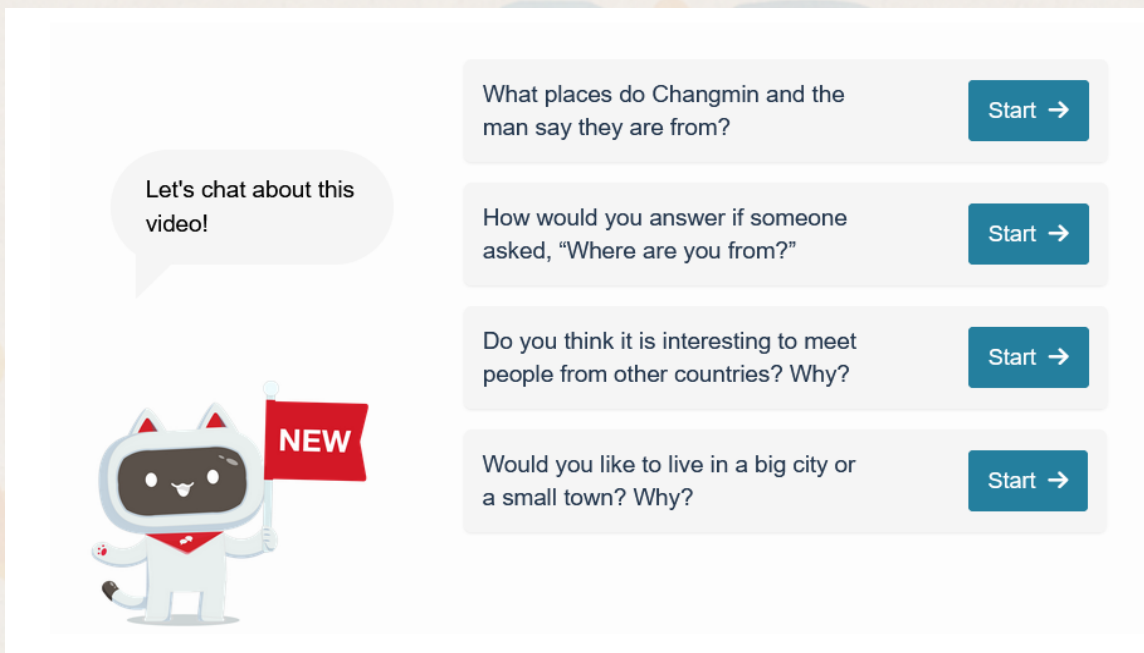 Let's chat about this
video!
NEW
What places do Changmin and the
man say they are from?
Start →
How would you answer if someone
asked, “Where are you from?”
Start →
Do you think it is interesting to meet
people from other countries? Why?
Start →
Would you like to live in a big city or
a small town? Why?
Start →